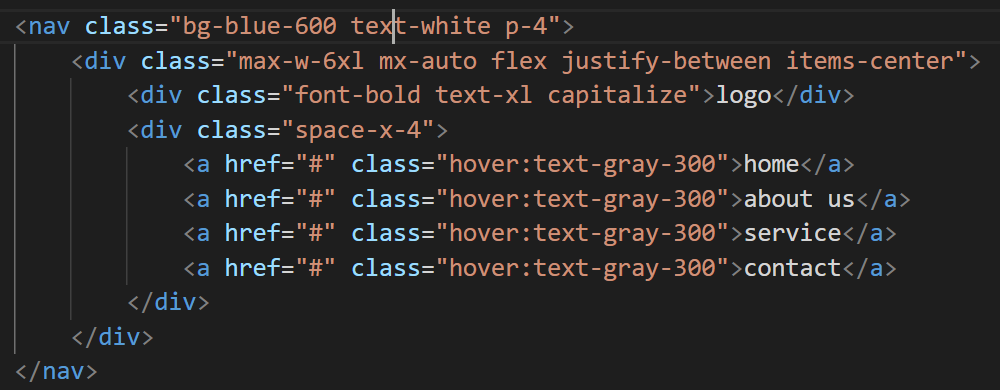 <nav class="bg-blue-600 text-white p-4">
    <div class="max-w-6xl mx-auto flex justify-between items-center">
        <div class="font-bold text-xl capitalize">logo</div>
        <div class="space-x-4">
            <a href="#" class="hover:text-gray-300">home</a>
            <a href="#" class="hover:text-gray-300">about us</a>
            <a href="#" class="hover:text-gray-300">service</a>
            <a href="#" class="hover:text-gray-300">contact</a>
        </div>
    </div>
</nav>